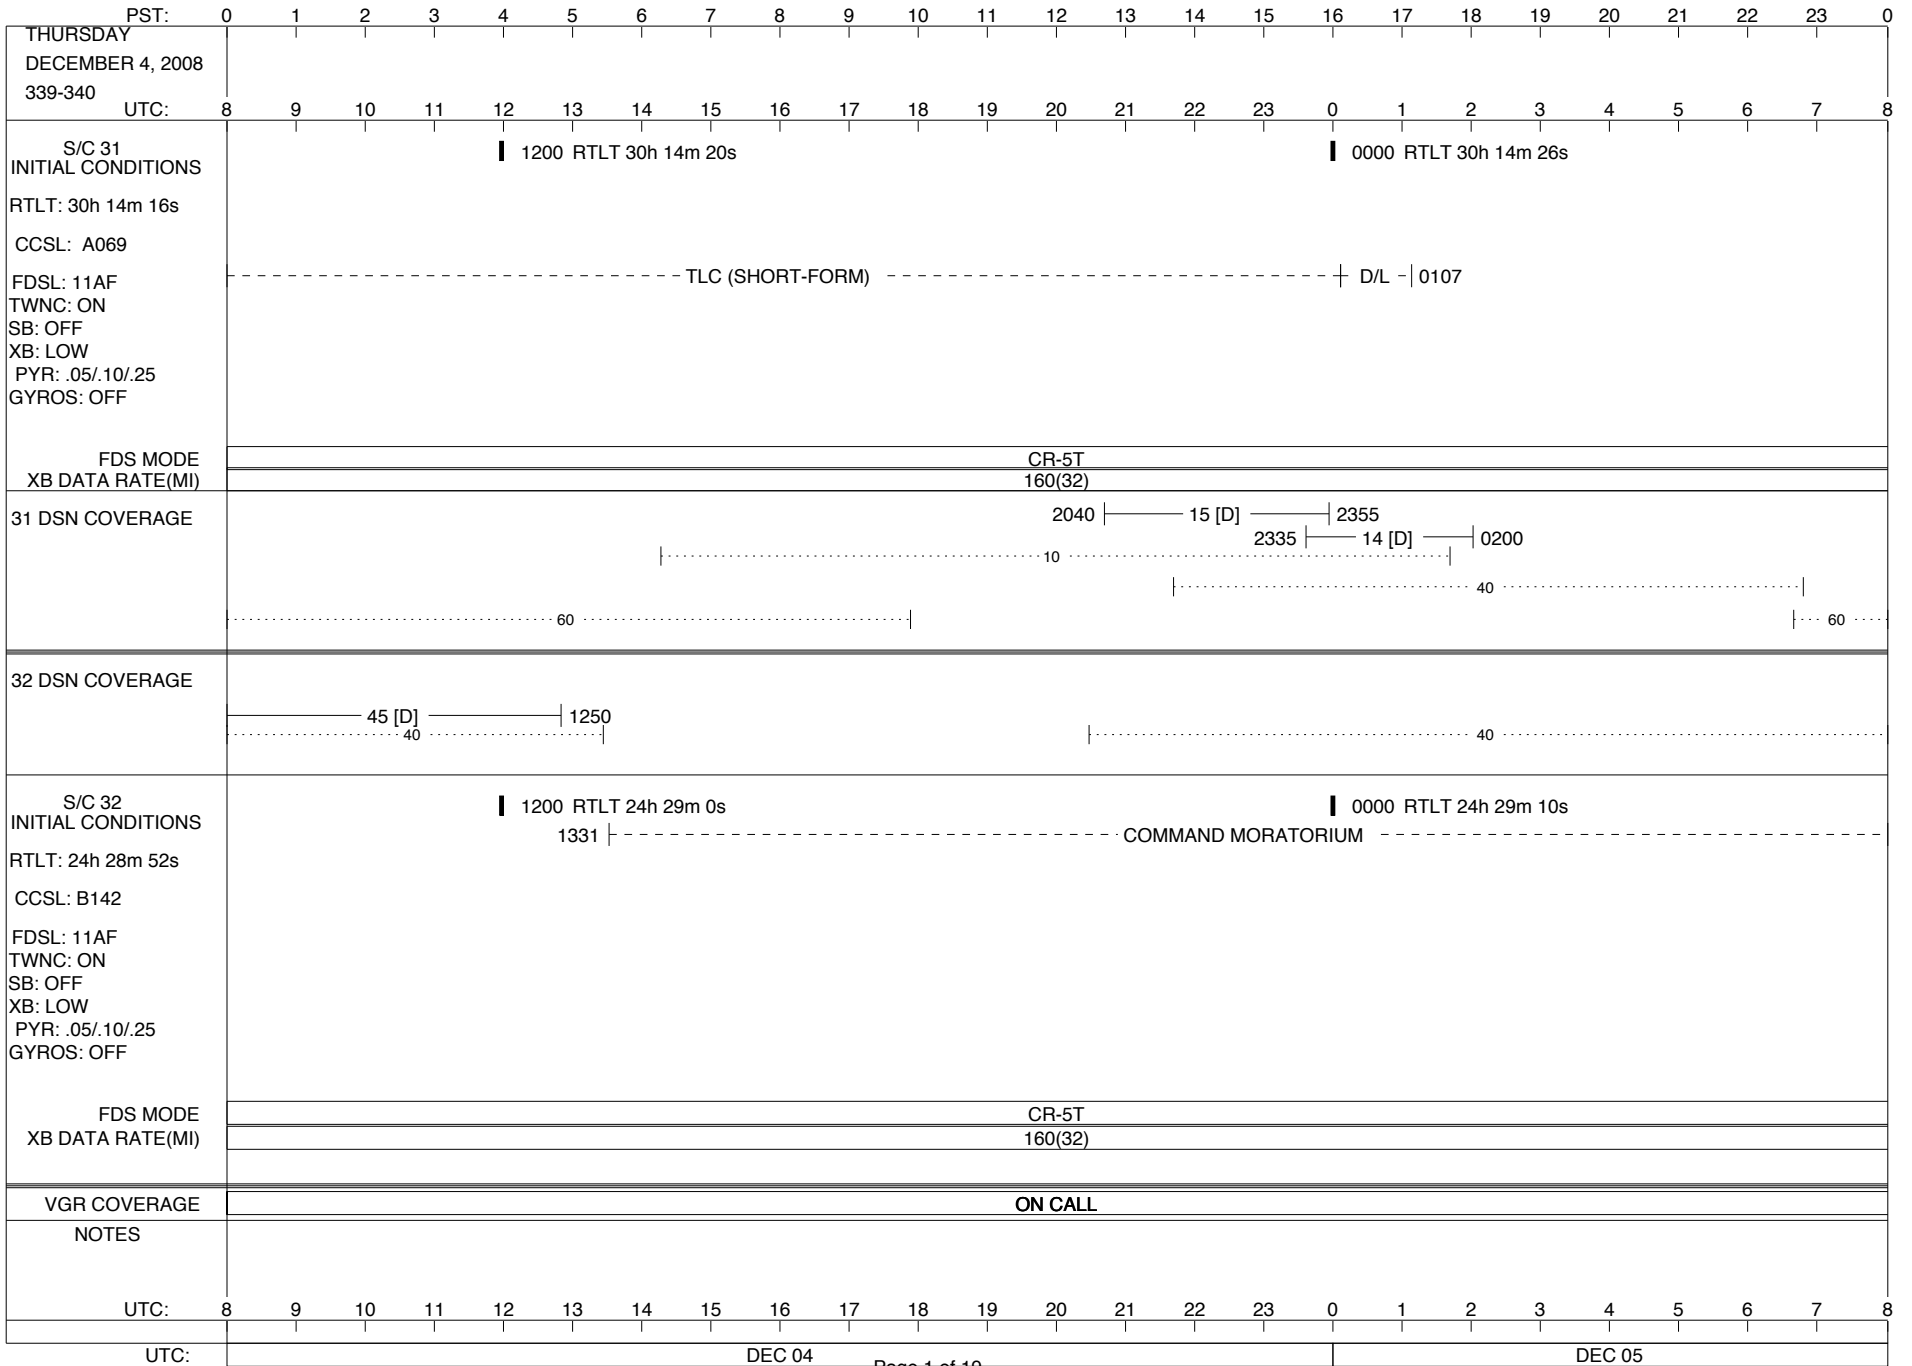 PST: 0 1 2 3 4 5 6 7 8 9 10 11 12 13 14 15 16 17 18 19 20 21 22 23 0
THURSDAY
DECEMBER 4, 2008
339-340
UTC: 8 9 10 11 12 13 14 15 16 17 18 19 20 21 22 23 0 1 2 3 4 5 6 7 8
S/C 31
INITIAL CONDITIONS
1200 RTLT 30h 14m 20s 0000 RTLT 30h 14m 26s
RTLT: 30h 14m 16s
CCSL: A069
TLC (SHORT-FORM) D/L 0107
FDSL: 11AF
TWNC: ON
SB: OFF
XB: LOW
PYR: .05/.10/.25
GYROS: OFF
FDS MODE CR-5T
XB DATA RATE(MI) 160(32)
31 DSN COVERAGE 2040 15 [D] 2355
2335 14 [D] 0200
10
40
60 60
32 DSN COVERAGE
45 [D] 1250
40 40
S/C 32
INITIAL CONDITIONS
1200 RTLT 24h 29m 0s 0000 RTLT 24h 29m 10s
1331 COMMAND MORATORIUM
RTLT: 24h 28m 52s
CCSL: B142
FDSL: 11AF
TWNC: ON
SB: OFF
XB: LOW
PYR: .05/.10/.25
GYROS: OFF
FDS MODE CR-5T
XB DATA RATE(MI) 160(32)
VGR COVERAGE ON CALL
NOTES
UTC: 8 9 10 11 12 13 14 15 16 17 18 19 20 21 22 23 0 1 2 3 4 5 6 7 8
UTC: DEC 04 DEC 05
Page 1 of 19